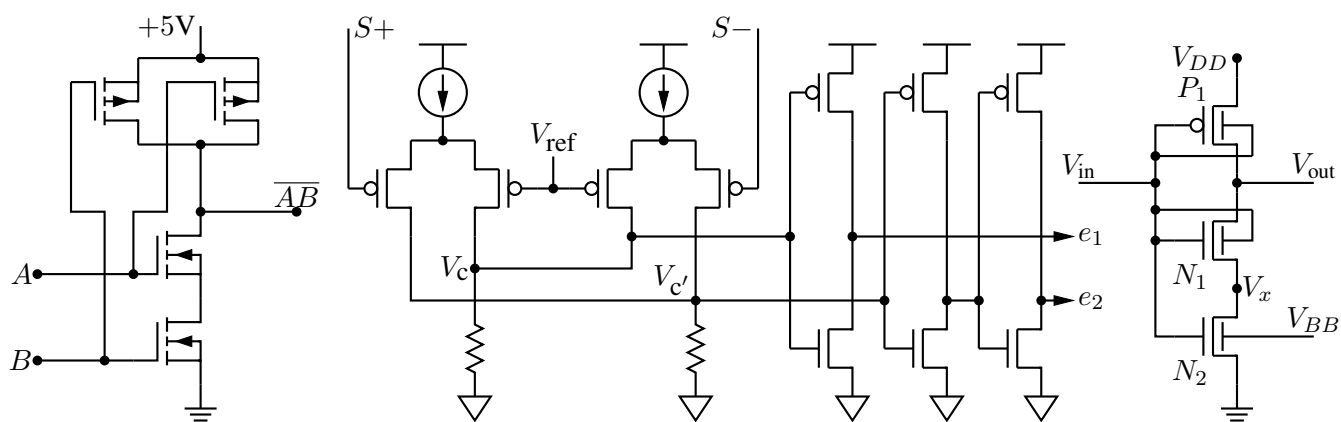 +5V
A
B
\overline{AB}
S+
S−
V_ref
V_c
V_c′
e_1
e_2
V_DD
P_1
V_in
V_out
N_1
V_x
V_BB
N_2